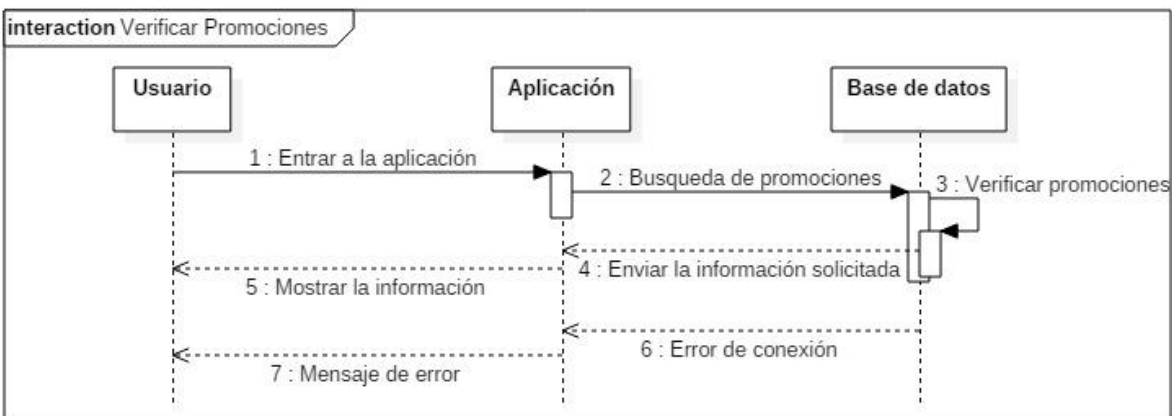 interaction Verificar Promociones
Usuario
Aplicación
Base de datos
1 : Entrar a la aplicación
2 : Busqueda de promociones
3 : Verificar promociones
4 : Enviar la información solicitada
5 : Mostrar la información
6 : Error de conexión
7 : Mensaje de error